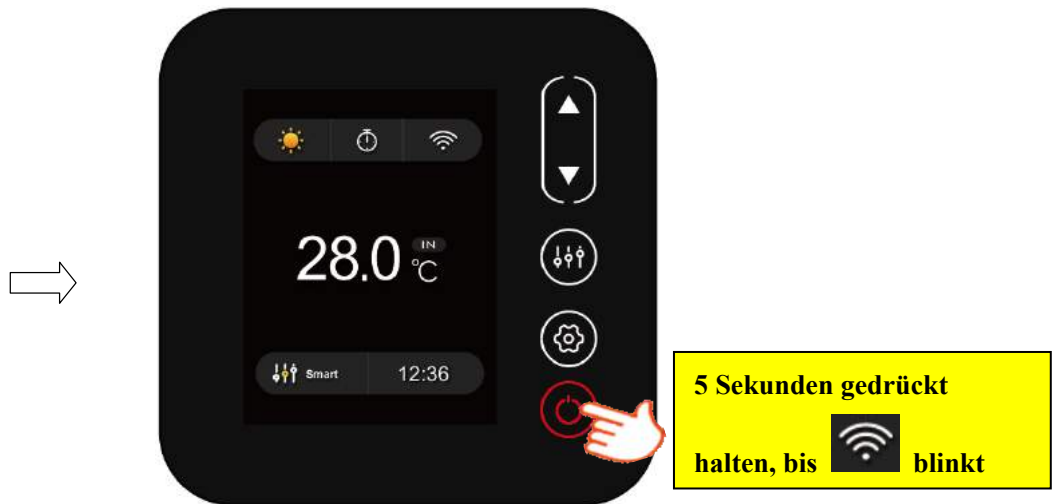 28.0 IN
°C
Smart 12:36
5 Sekunden gedrückt
halten, bis blinkt